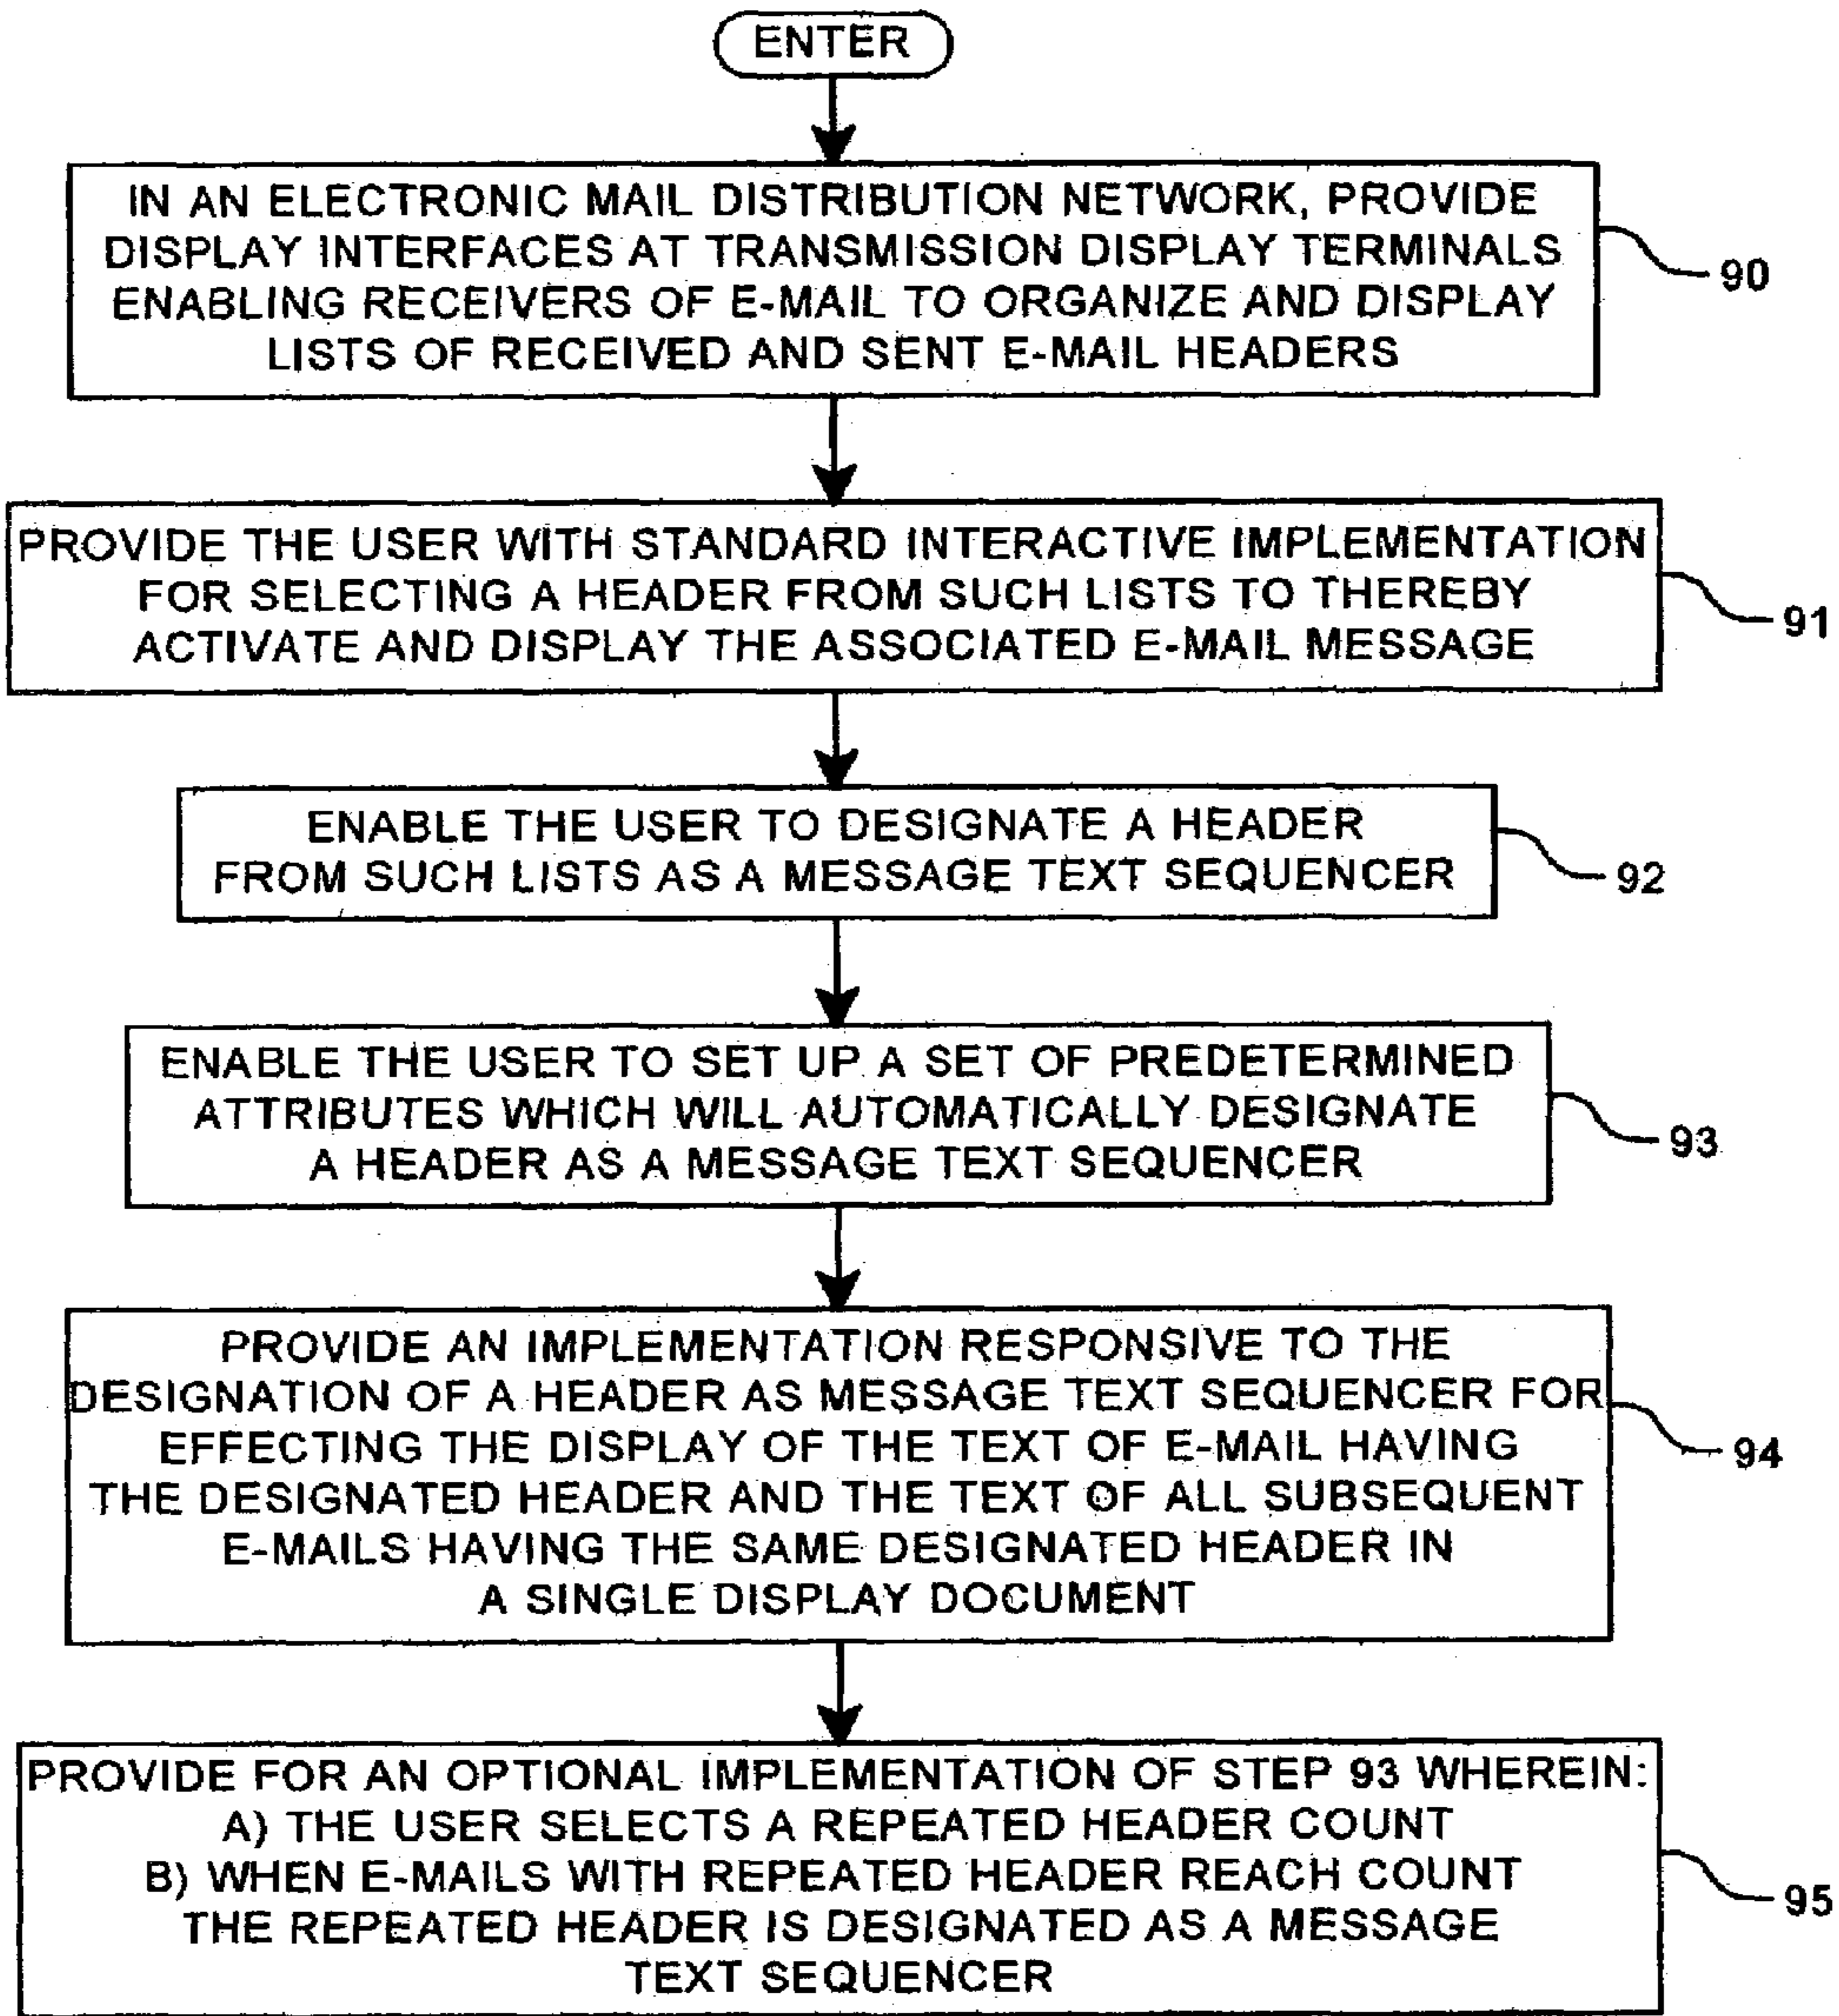 ENTER
IN AN ELECTRONIC MAIL DISTRIBUTION NETWORK, PROVIDE
DISPLAY INTERFACES AT TRANSMISSION DISPLAY TERMINALS
ENABLING RECEIVERS OF E-MAIL TO ORGANIZE AND DISPLAY
LISTS OF RECEIVED AND SENT E-MAIL HEADERS
90
PROVIDE THE USER WITH STANDARD INTERACTIVE IMPLEMENTATION
FOR SELECTING A HEADER FROM SUCH LISTS TO THEREBY
ACTIVATE AND DISPLAY THE ASSOCIATED E-MAIL MESSAGE
91
ENABLE THE USER TO DESIGNATE A HEADER
FROM SUCH LISTS AS A MESSAGE TEXT SEQUENCER
92
ENABLE THE USER TO SET UP A SET OF PREDETERMINED
ATTRIBUTES WHICH WILL AUTOMATICALLY DESIGNATE
A HEADER AS A MESSAGE TEXT SEQUENCER
93
PROVIDE AN IMPLEMENTATION RESPONSIVE TO THE
DESIGNATION OF A HEADER AS MESSAGE TEXT SEQUENCER FOR
EFFECTING THE DISPLAY OF THE TEXT OF E-MAIL HAVING
THE DESIGNATED HEADER AND THE TEXT OF ALL SUBSEQUENT
E-MAILS HAVING THE SAME DESIGNATED HEADER IN
A SINGLE DISPLAY DOCUMENT
94
PROVIDE FOR AN OPTIONAL IMPLEMENTATION OF STEP 93 WHEREIN:
A) THE USER SELECTS A REPEATED HEADER COUNT
B) WHEN E-MAILS WITH REPEATED HEADER REACH COUNT
THE REPEATED HEADER IS DESIGNATED AS A MESSAGE
TEXT SEQUENCER
95